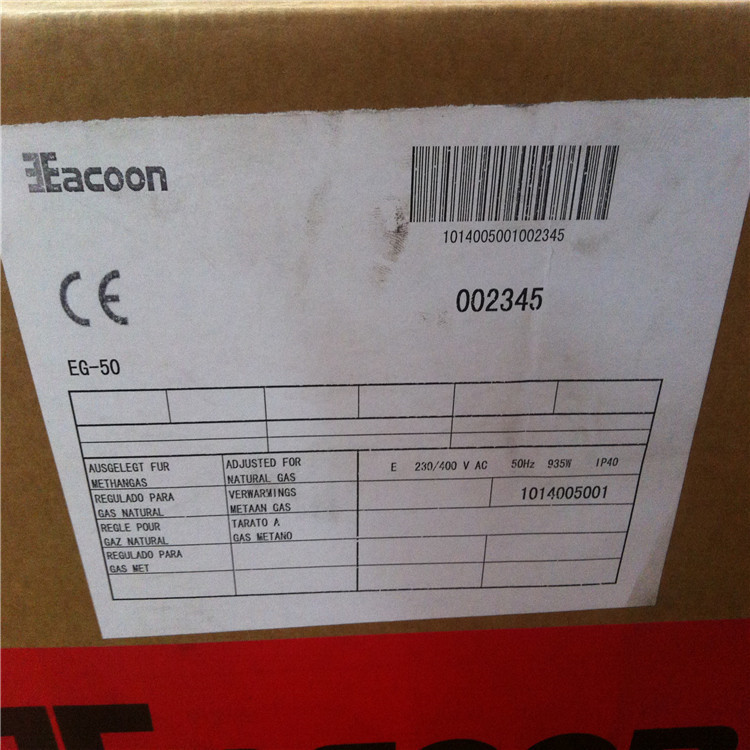 Eacoon
1014005001002345
CE
002345
EG-50
AUSGELEGT FUR
METHANGAS
ADJUSTED FOR
NATURAL GAS
E 230/400 V AC 50Hz 935W IP40
REGULADO PARA
GAS NATURAL
VERWARWINGS
METAAN GAS
1014005001
REGLE POUR
GAZ NATURAL
TARATO A
GAS METANO
REGULADO PARA
GAS MET